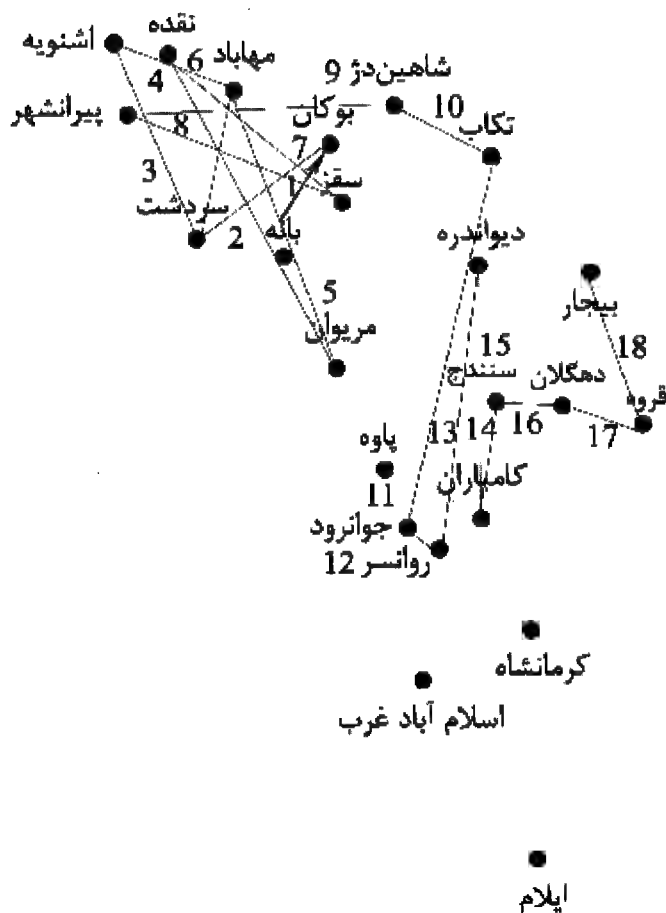 نقده
اشنویه
6
مهاباد
4
9
شاهین‌دژ
پیرانشهر
8
بوکان
10
تکاب
7
3
1
سقز
سردشت
2
بانه
دیواندره
5
بیجار
مریوان
15
18
سنندج
دهگلان
قروه
13
14
16
17
پاوه
11
کامیاران
جوانرود
12
روانسر
کرمانشاه
اسلام آباد غرب
ایلام